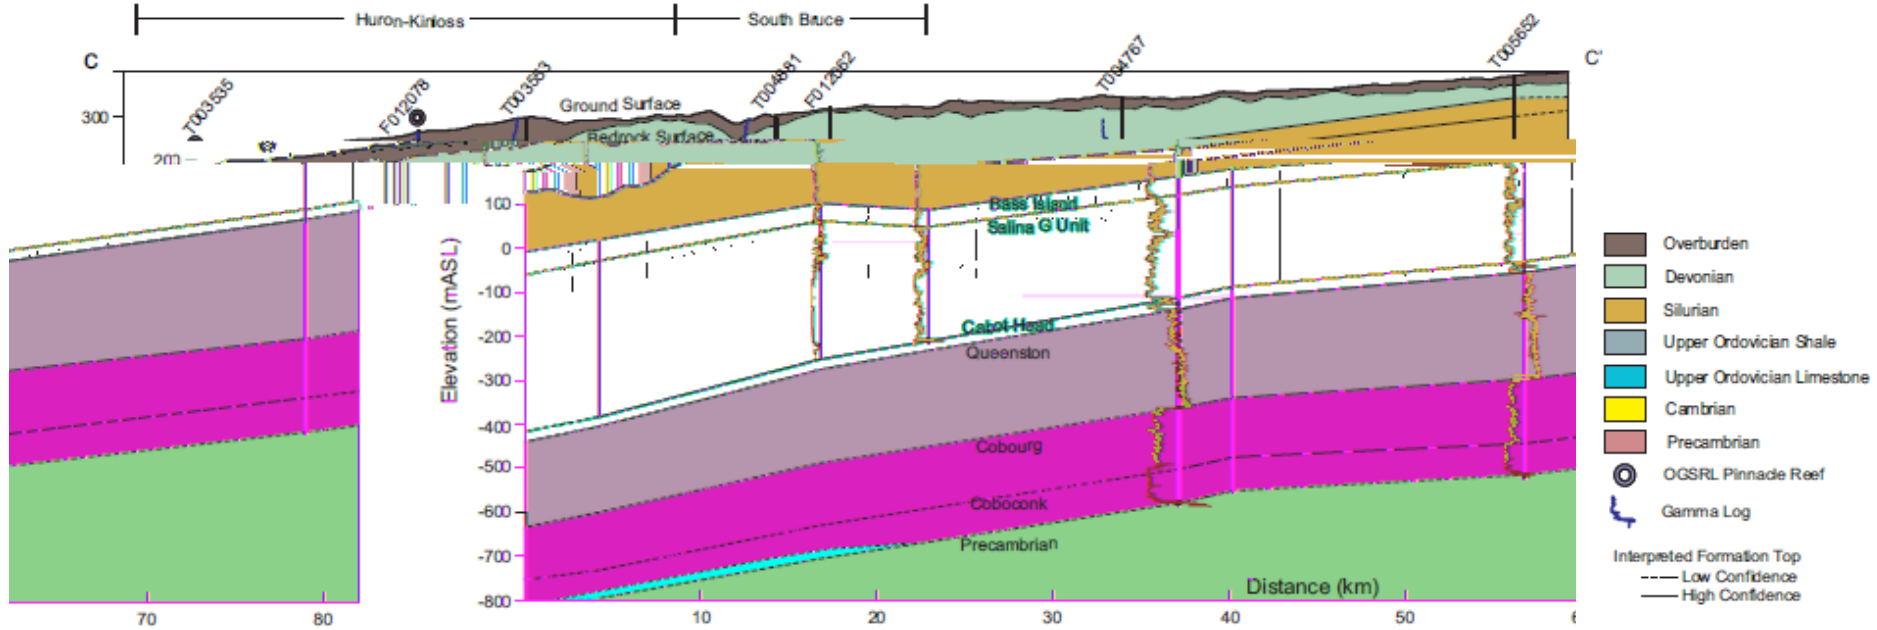 Huron-Kinloss
South Bruce
C
C'
T003535
F012078
T003553
T004881
F012062
T004767
T005652
Ground Surface
Bedrock Surface
300
200
100
0
-100
-200
-300
-400
-500
-600
-700
-800
Elevation (mASL)
Bass Island
Salina G Unit
Cabot Head
Queenston
Cobourg
Coboconk
Precambrian
Distance (km)
70
80
10
20
30
40
50
Overburden
Devonian
Silurian
Upper Ordovician Shale
Upper Ordovician Limestone
Cambrian
Precambrian
OGSRL Pinnacle Reef
Gamma Log
Interpreted Formation Top
Low Confidence
High Confidence